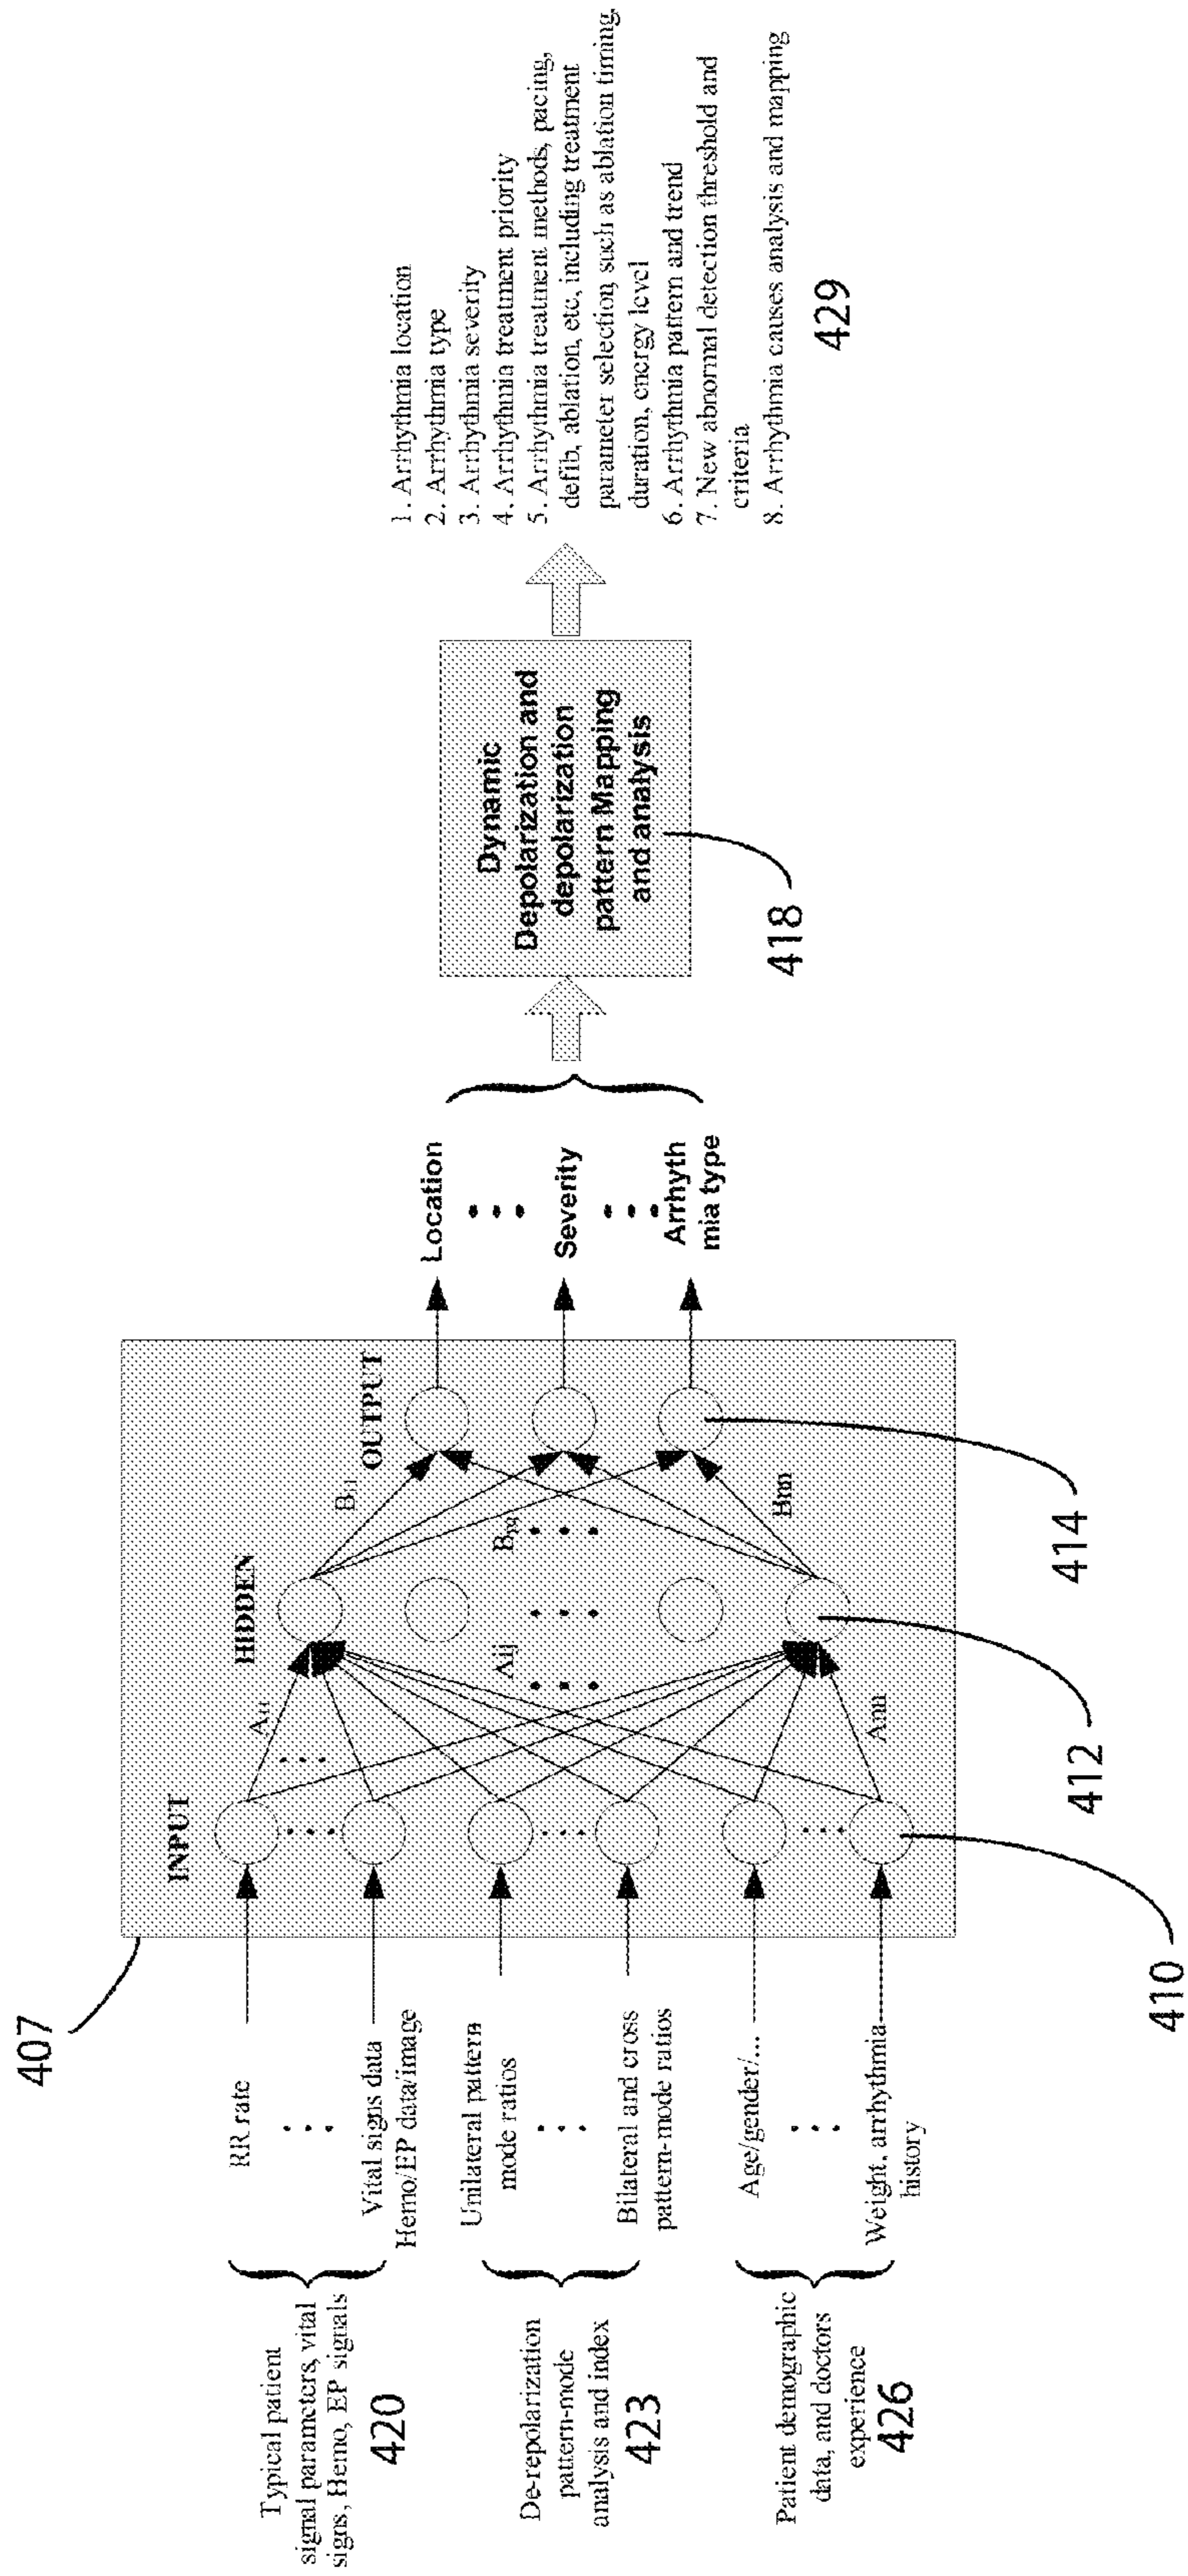 407
INPUT
HIDDEN
OUTPUT
Typical patient
signal parameters, vital
signs, Hemo, EP signals
420
RR rate
Vital signs data
Hemo/EP data/image
De-repolarization
pattern-mode
analysis and index
423
Unilateral pattern
mode ratios
Bilateral and cross
pattern-mode ratios
Patient demographic
data, and doctors
experience
426
Age/gender/...
Weight, arrhythmia
history
A11
Aij
Ann
B11
Bpq
Bnn
410
412
414
Location
Severity
Arrhyth
mia type
Dynamic
Depolarization and
depolarization
pattern Mapping
and analysis
418
1. Arrhythmia location
2. Arrhythmia type
3. Arrhythmia severity
4. Arrhythmia treatment priority
5. Arrhythmia treatment methods, pacing,
defib, ablation, etc, including treatment
parameter selection, such as ablation timing,
duration, energy level
6. Arrhythmia pattern and trend
7. New abnormal detection threshold and
criteria
8. Arrhythmia causes analysis and mapping
429